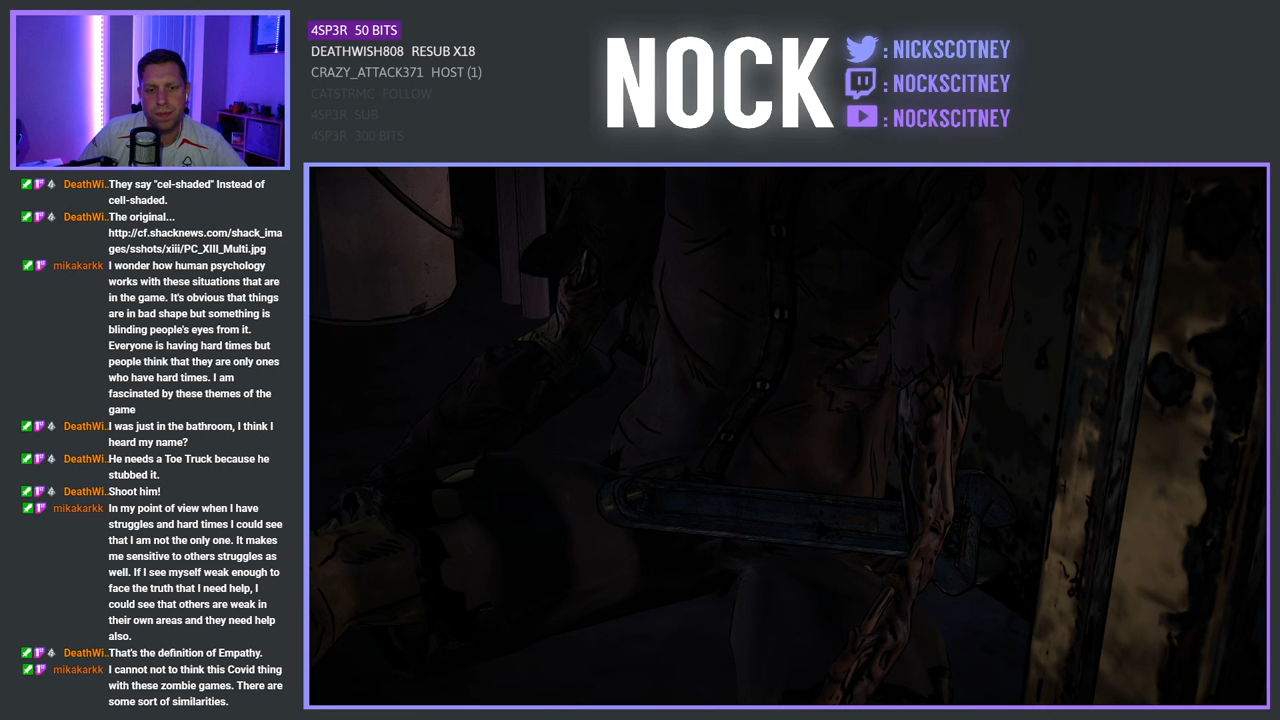 4SP3R 50 BITS
DEATHWISH808 RESUB X18
CRAZY_ATTACK371 HOST (1)
CATSTRMC FOLLOW
4SP3R SUB
4SP3R 300 BITS
NOCK
: NICKSCOTNEY
: NOCKSCITNEY
: NOCKSCITNEY
DeathWi.. They say "cel-shaded" Instead of
cell-shaded.
DeathWi.. The original...
http://cf.shacknews.com/shack_ima
ges/sshots/xiii/PC_XIII_Multi.jpg
mikakarkk I wonder how human psychology
works with these situations that are
in the game. It's obvious that things
are in bad shape but something is
blinding people's eyes from it.
Everyone is having hard times but
people think that they are only ones
who have hard times. I am
fascinated by these themes of the
game
DeathWi.. I was just in the bathroom, I think I
heard my name?
DeathWi.. He needs a Toe Truck because he
stubbed it.
DeathWi.. Shoot him!
mikakarkk In my point of view when I have
struggles and hard times I could see
that I am not the only one. It makes
me sensitive to others struggles as
well. If I see myself weak enough to
face the truth that I need help, I
could see that others are weak in
their own areas and they need help
also.
DeathWi.. That's the definition of Empathy.
mikakarkk I cannot not to think this Covid thing
with these zombie games. There are
some sort of similarities.